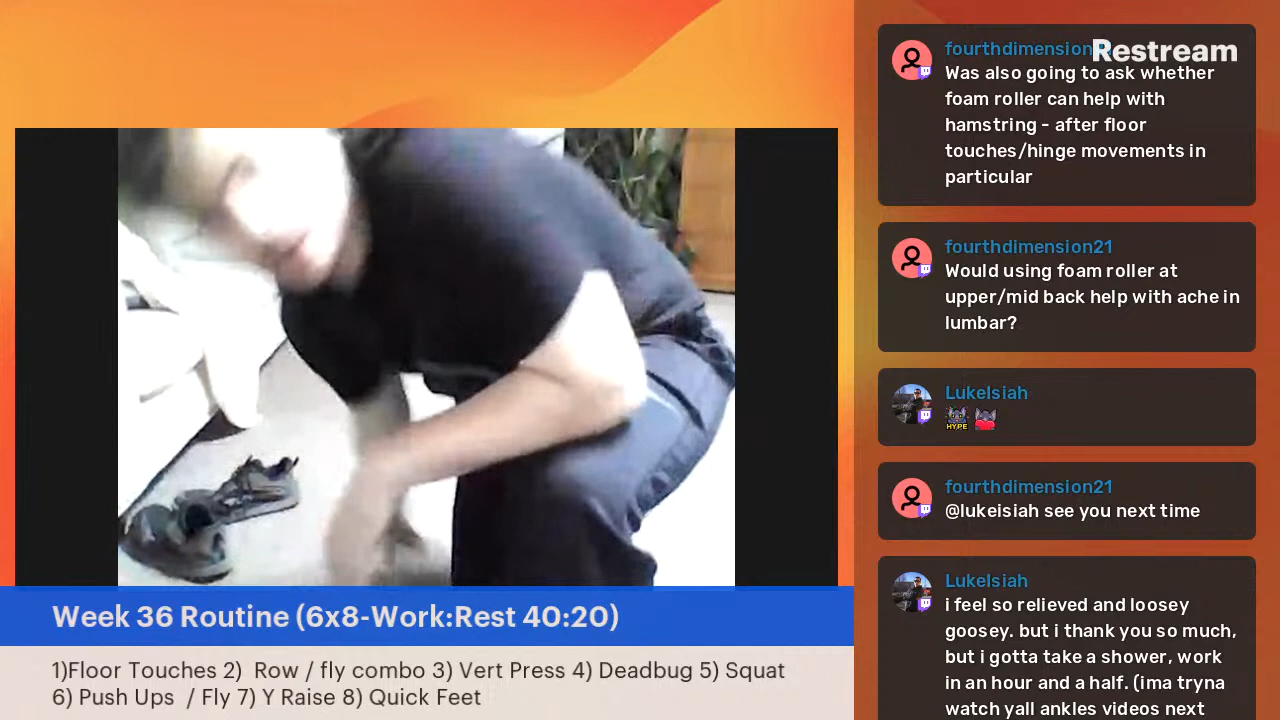 fourthdimension
Restream
Was also going to ask whether
foam roller can help with
hamstring - after floor
touches/hinge movements in
particular
fourthdimension21
Would using foam roller at
upper/mid back help with ache in
lumbar?
LukeIsiah
HYPE
fourthdimension21
@lukeisiah see you next time
LukeIsiah
i feel so relieved and loosey
goosey. but i thank you so much,
but i gotta take a shower, work
in an hour and a half. (ima tryna
watch yall ankles videos next
Week 36 Routine (6x8-Work:Rest 40:20)
1)Floor Touches 2) Row / fly combo 3) Vert Press 4) Deadbug 5) Squat
6) Push Ups / Fly 7) Y Raise 8) Quick Feet